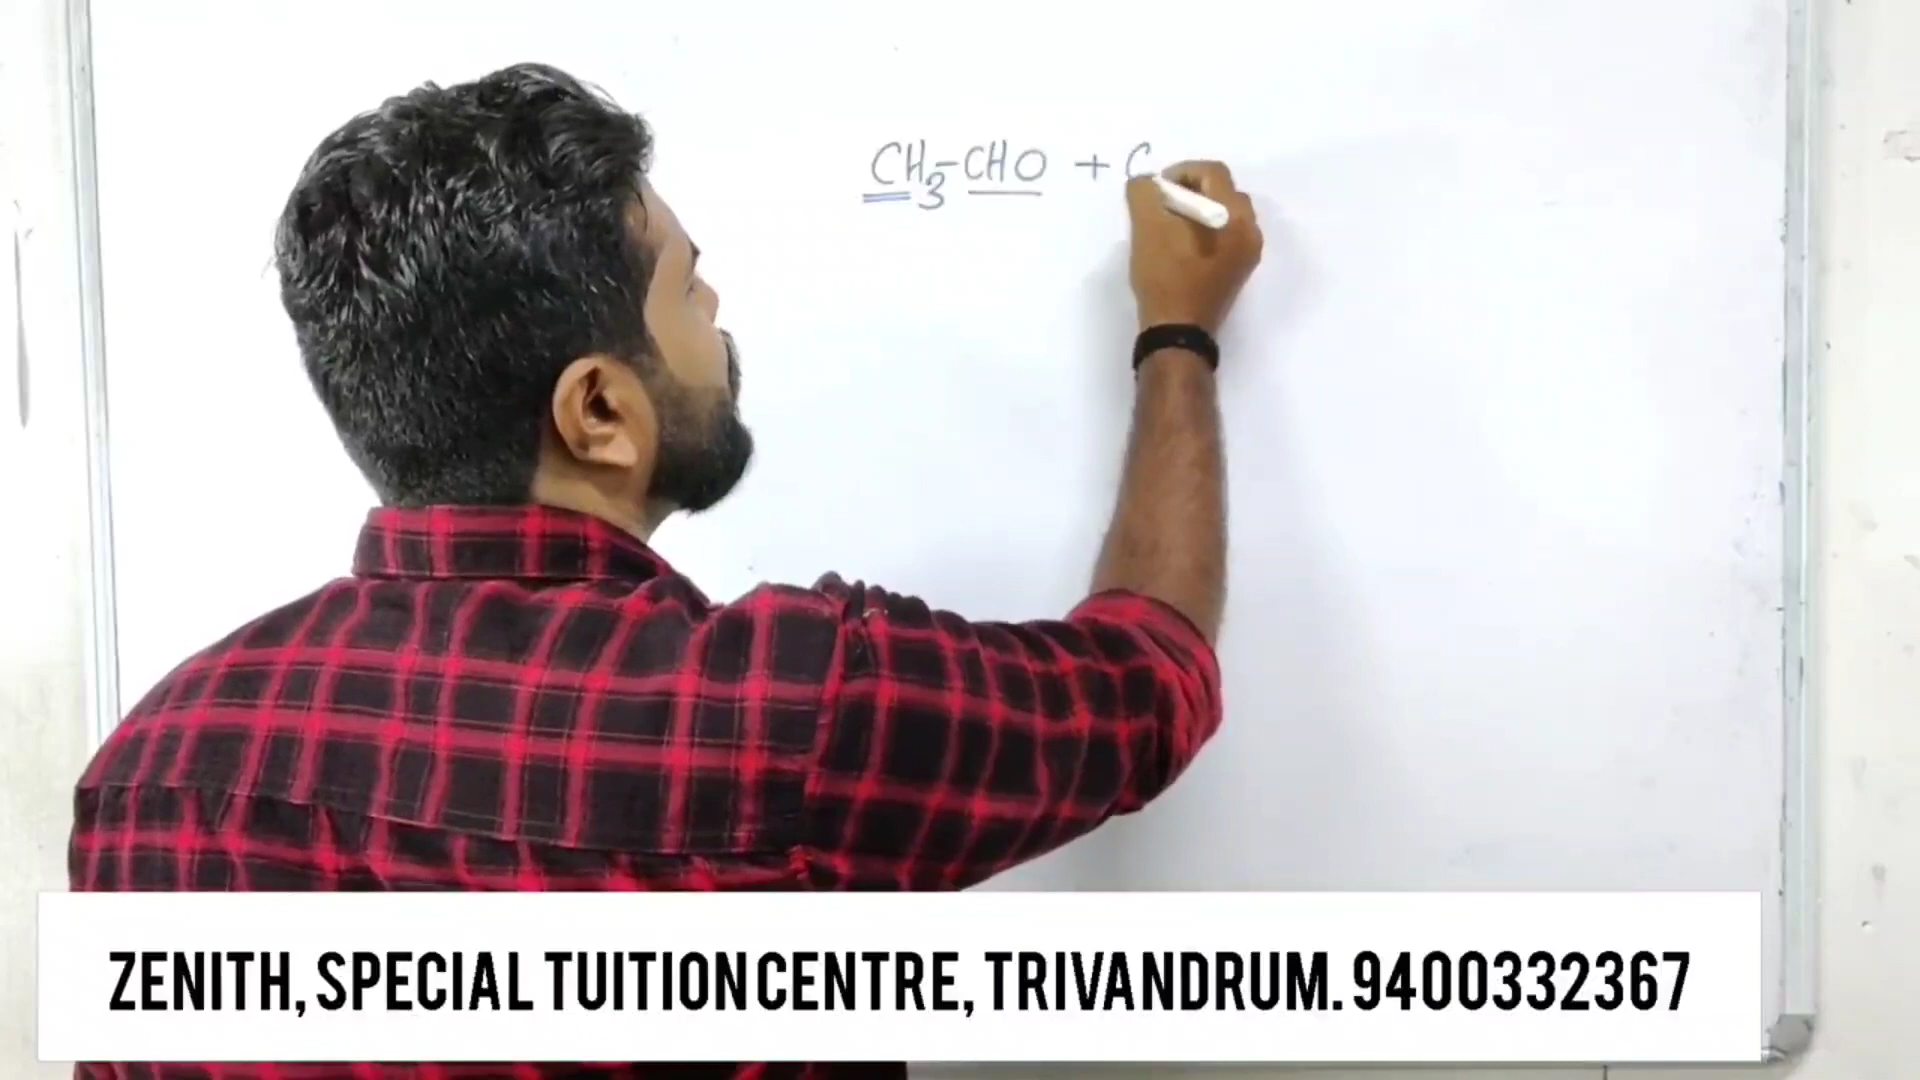 CH3-CHO + C
ZENITH, SPECIAL TUITION CENTRE, TRIVANDRUM. 9400332367